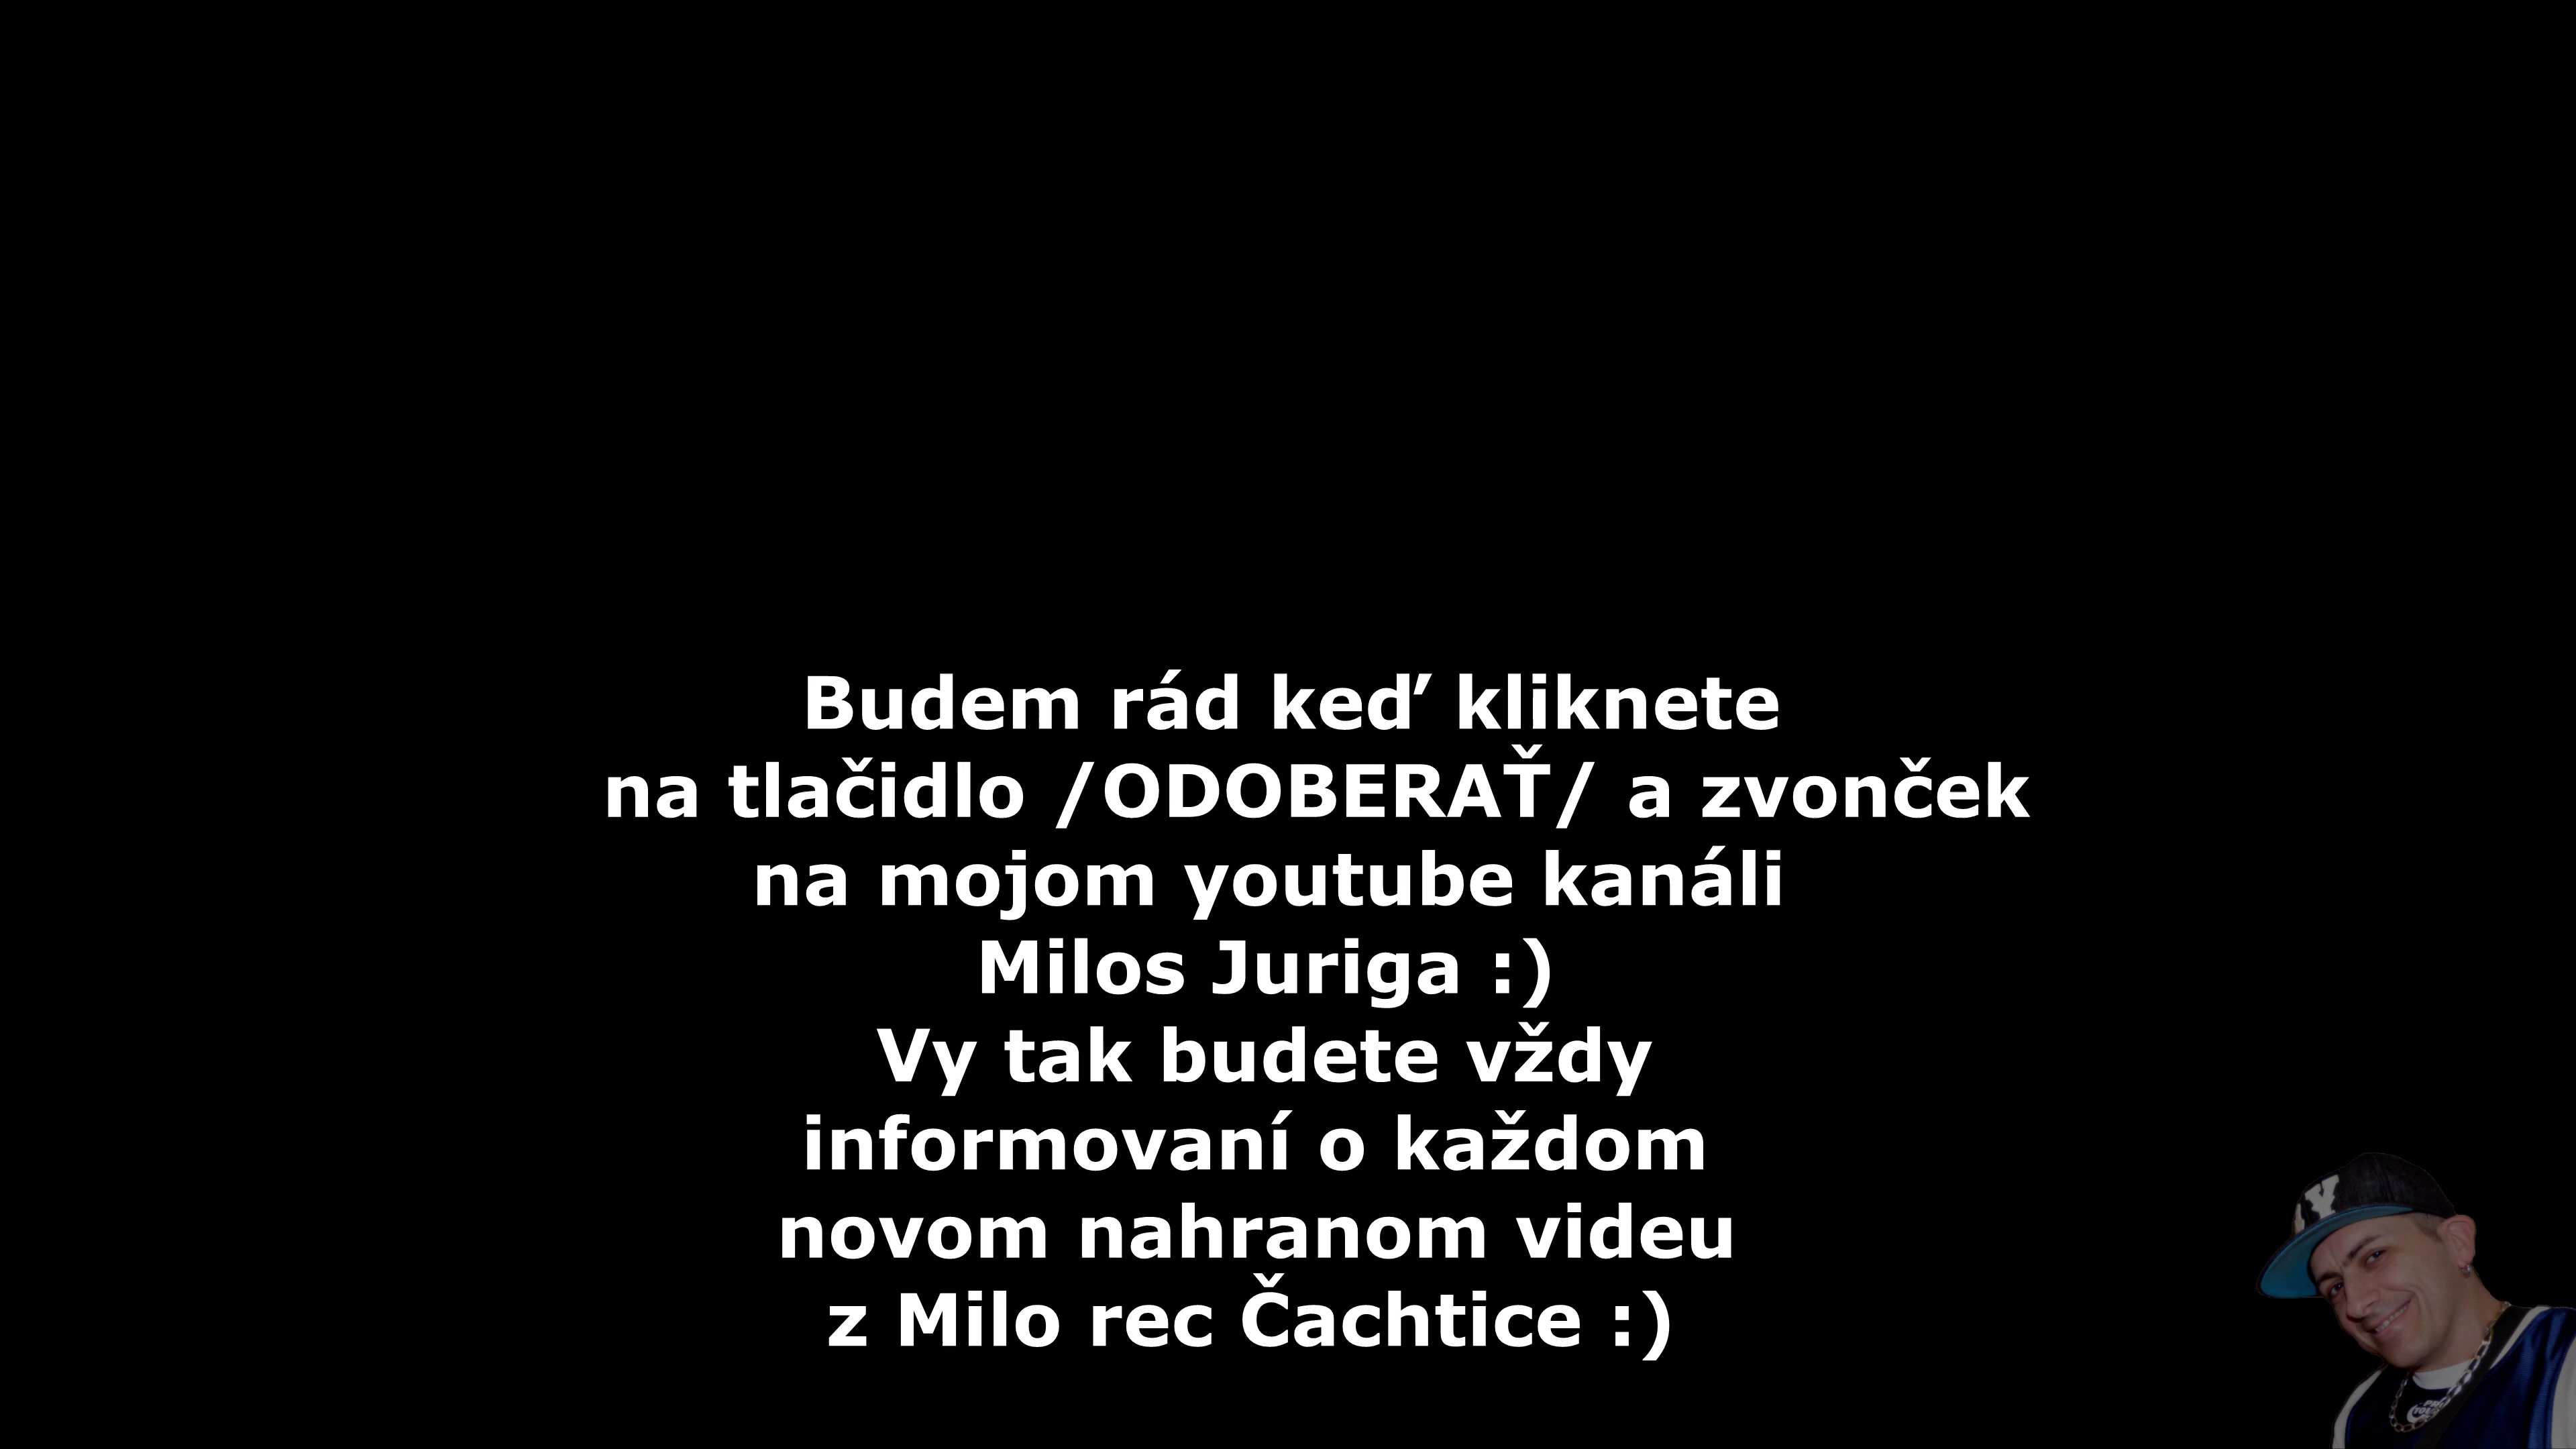 Budem rád keď kliknete
na tlačidlo /ODOBERAŤ/ a zvonček
na mojom youtube kanáli
Milos Juriga :)
Vy tak budete vždy
informovaní o každom
novom nahranom videu
z Milo rec Čachtice :)